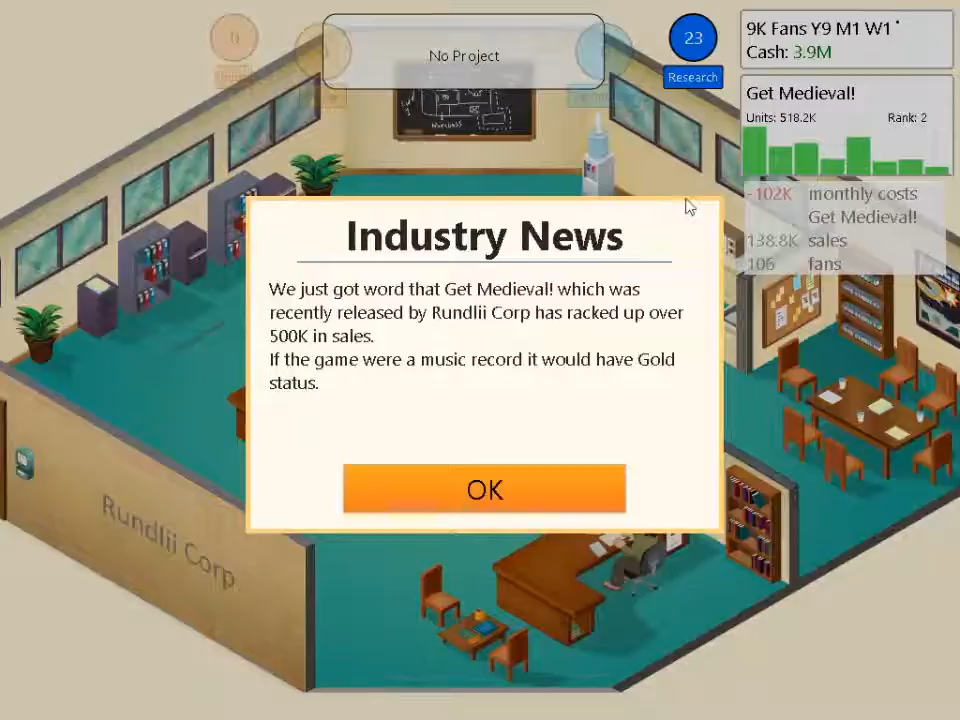 No Project
23
Research
9K Fans Y9 M1 W1
Cash: 3.9M
Get Medieval!
Units: 518.2K
Rank: 2
-102K monthly costs
Get Medieval!
138.8K sales
106 fans
Industry News
We just got word that Get Medieval! which was
recently released by Rundlii Corp has racked up over
500K in sales.
If the game were a music record it would have Gold
status.
OK
Rundlii Corp